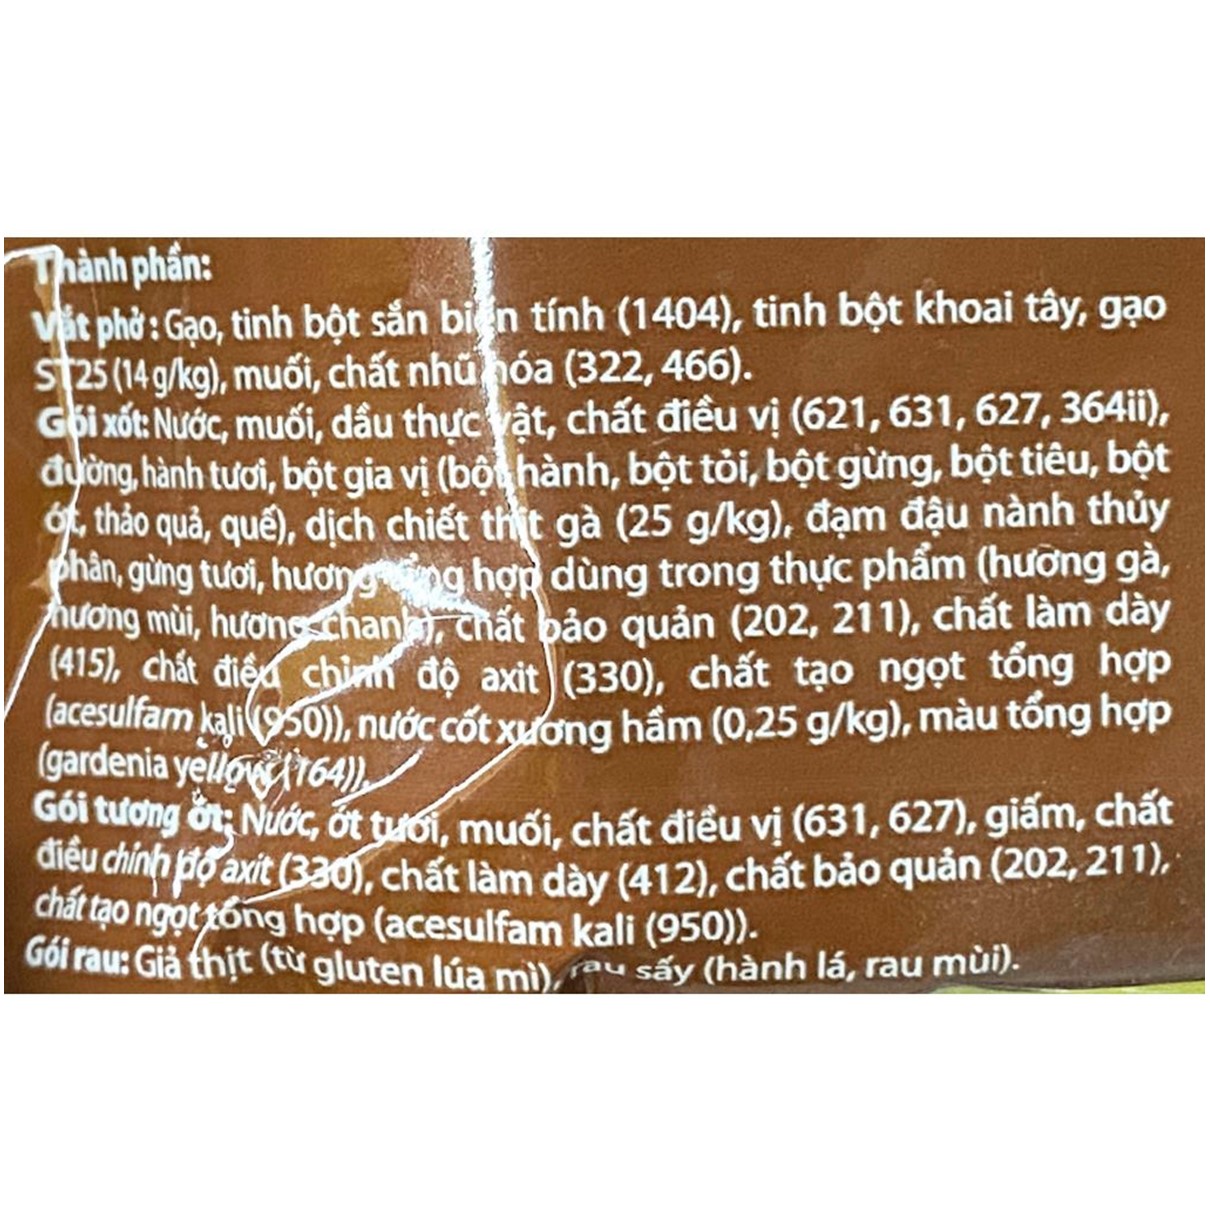 Thành phần:
Vắt phở : Gạo, tinh bột sắn biến tính (1404), tinh bột khoai tây, gạo
ST25 (14 g/kg), muối, chất nhũ hóa (322, 466).
Gói xốt: Nước, muối, dầu thực vật, chất điều vị (621, 631, 627, 364ii),
đường, hành tươi, bột gia vị (bột hành, bột tỏi, bột gừng, bột tiêu, bột
ớt, thảo quả, quế), dịch chiết thịt gà (25 g/kg), đạm đậu nành thủy
phân, gừng tươi, hương tổng hợp dùng trong thực phẩm (hương gà,
hương mùi, hương chanh), chất bảo quản (202, 211), chất làm dày
(415), chất điều chỉnh độ axit (330), chất tạo ngọt tổng hợp
(acesulfam kali (950)), nước cốt xương hầm (0,25 g/kg), màu tổng hợp
(gardenia yellow (164)).
Gói tương ớt: Nước, ớt tươi, muối, chất điều vị (631, 627), giấm, chất
điều chỉnh độ axit (330), chất làm dày (412), chất bảo quản (202, 211),
chất tạo ngọt tổng hợp (acesulfam kali (950)).
Gói rau: Giả thịt (từ gluten lúa mì), rau sấy (hành lá, rau mùi).